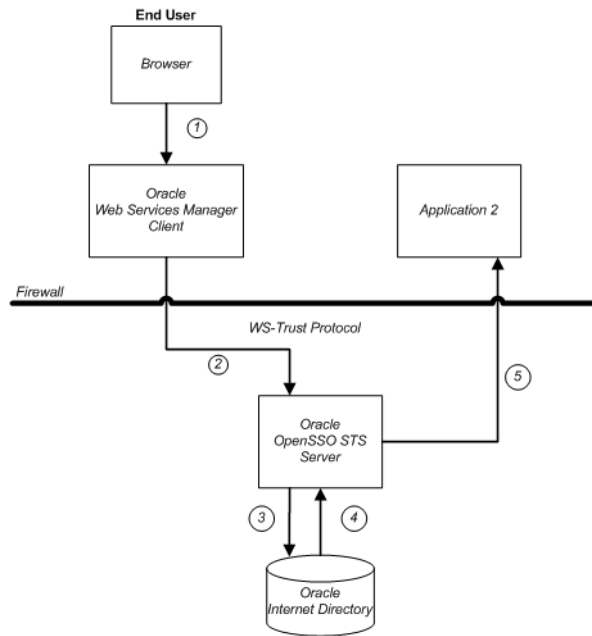 End User
Browser
1
Oracle
Web Services Manager
Client
Application 2
Firewall
WS-Trust Protocol
2
5
Oracle
OpenSSO STS
Server
3
4
Oracle
Internet Directory